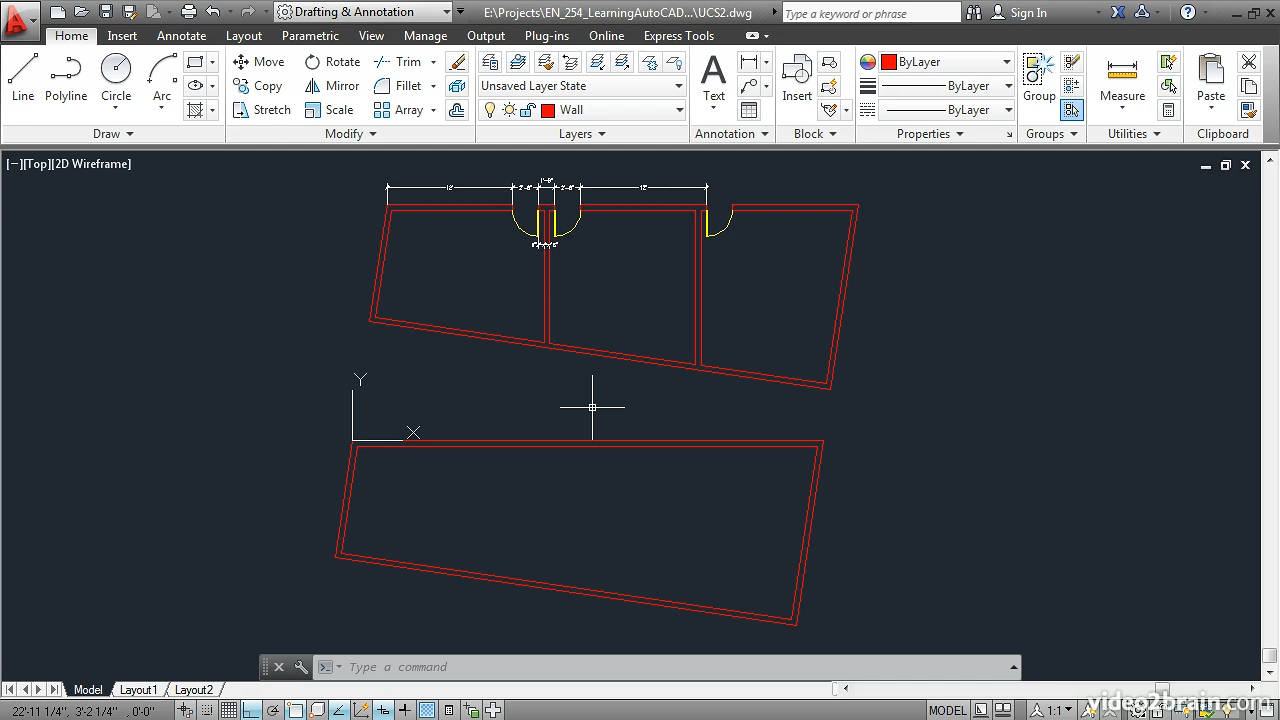 Drafting & Annotation
E:\Projects\EN_254_LearningAutoCAD...\UCS2.dwg
Type a keyword or phrase
Sign In
Home Insert Annotate Layout Parametric View Manage Output Plug-ins Online Express Tools
Line Polyline Circle Arc
Move Rotate Trim
Copy Mirror Fillet
Stretch Scale Array
Unsaved Layer State
Wall
Text
Insert
ByLayer
ByLayer
ByLayer
Group
Measure
Paste
Draw Modify Layers Annotation Block Properties Groups Utilities Clipboard
[−][Top][2D Wireframe]
Y
X
Type a command
Model Layout1 Layout2
22-11 1/4", 3'-2 1/4" , 0'-0"
MODEL
1:1
video2brain.com